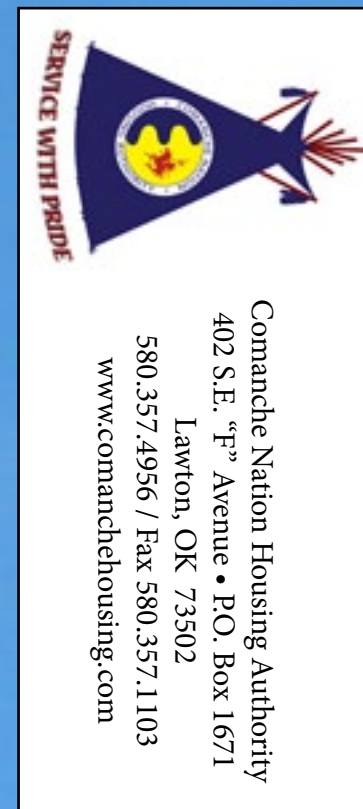 SERVICE WITH PRIDE
Comanche Nation Housing Authority
402 S.E. “F” Avenue • P.O. Box 1671
Lawton, OK 73502
580.357.4956 / Fax 580.357.1103
www.comanchehousing.com